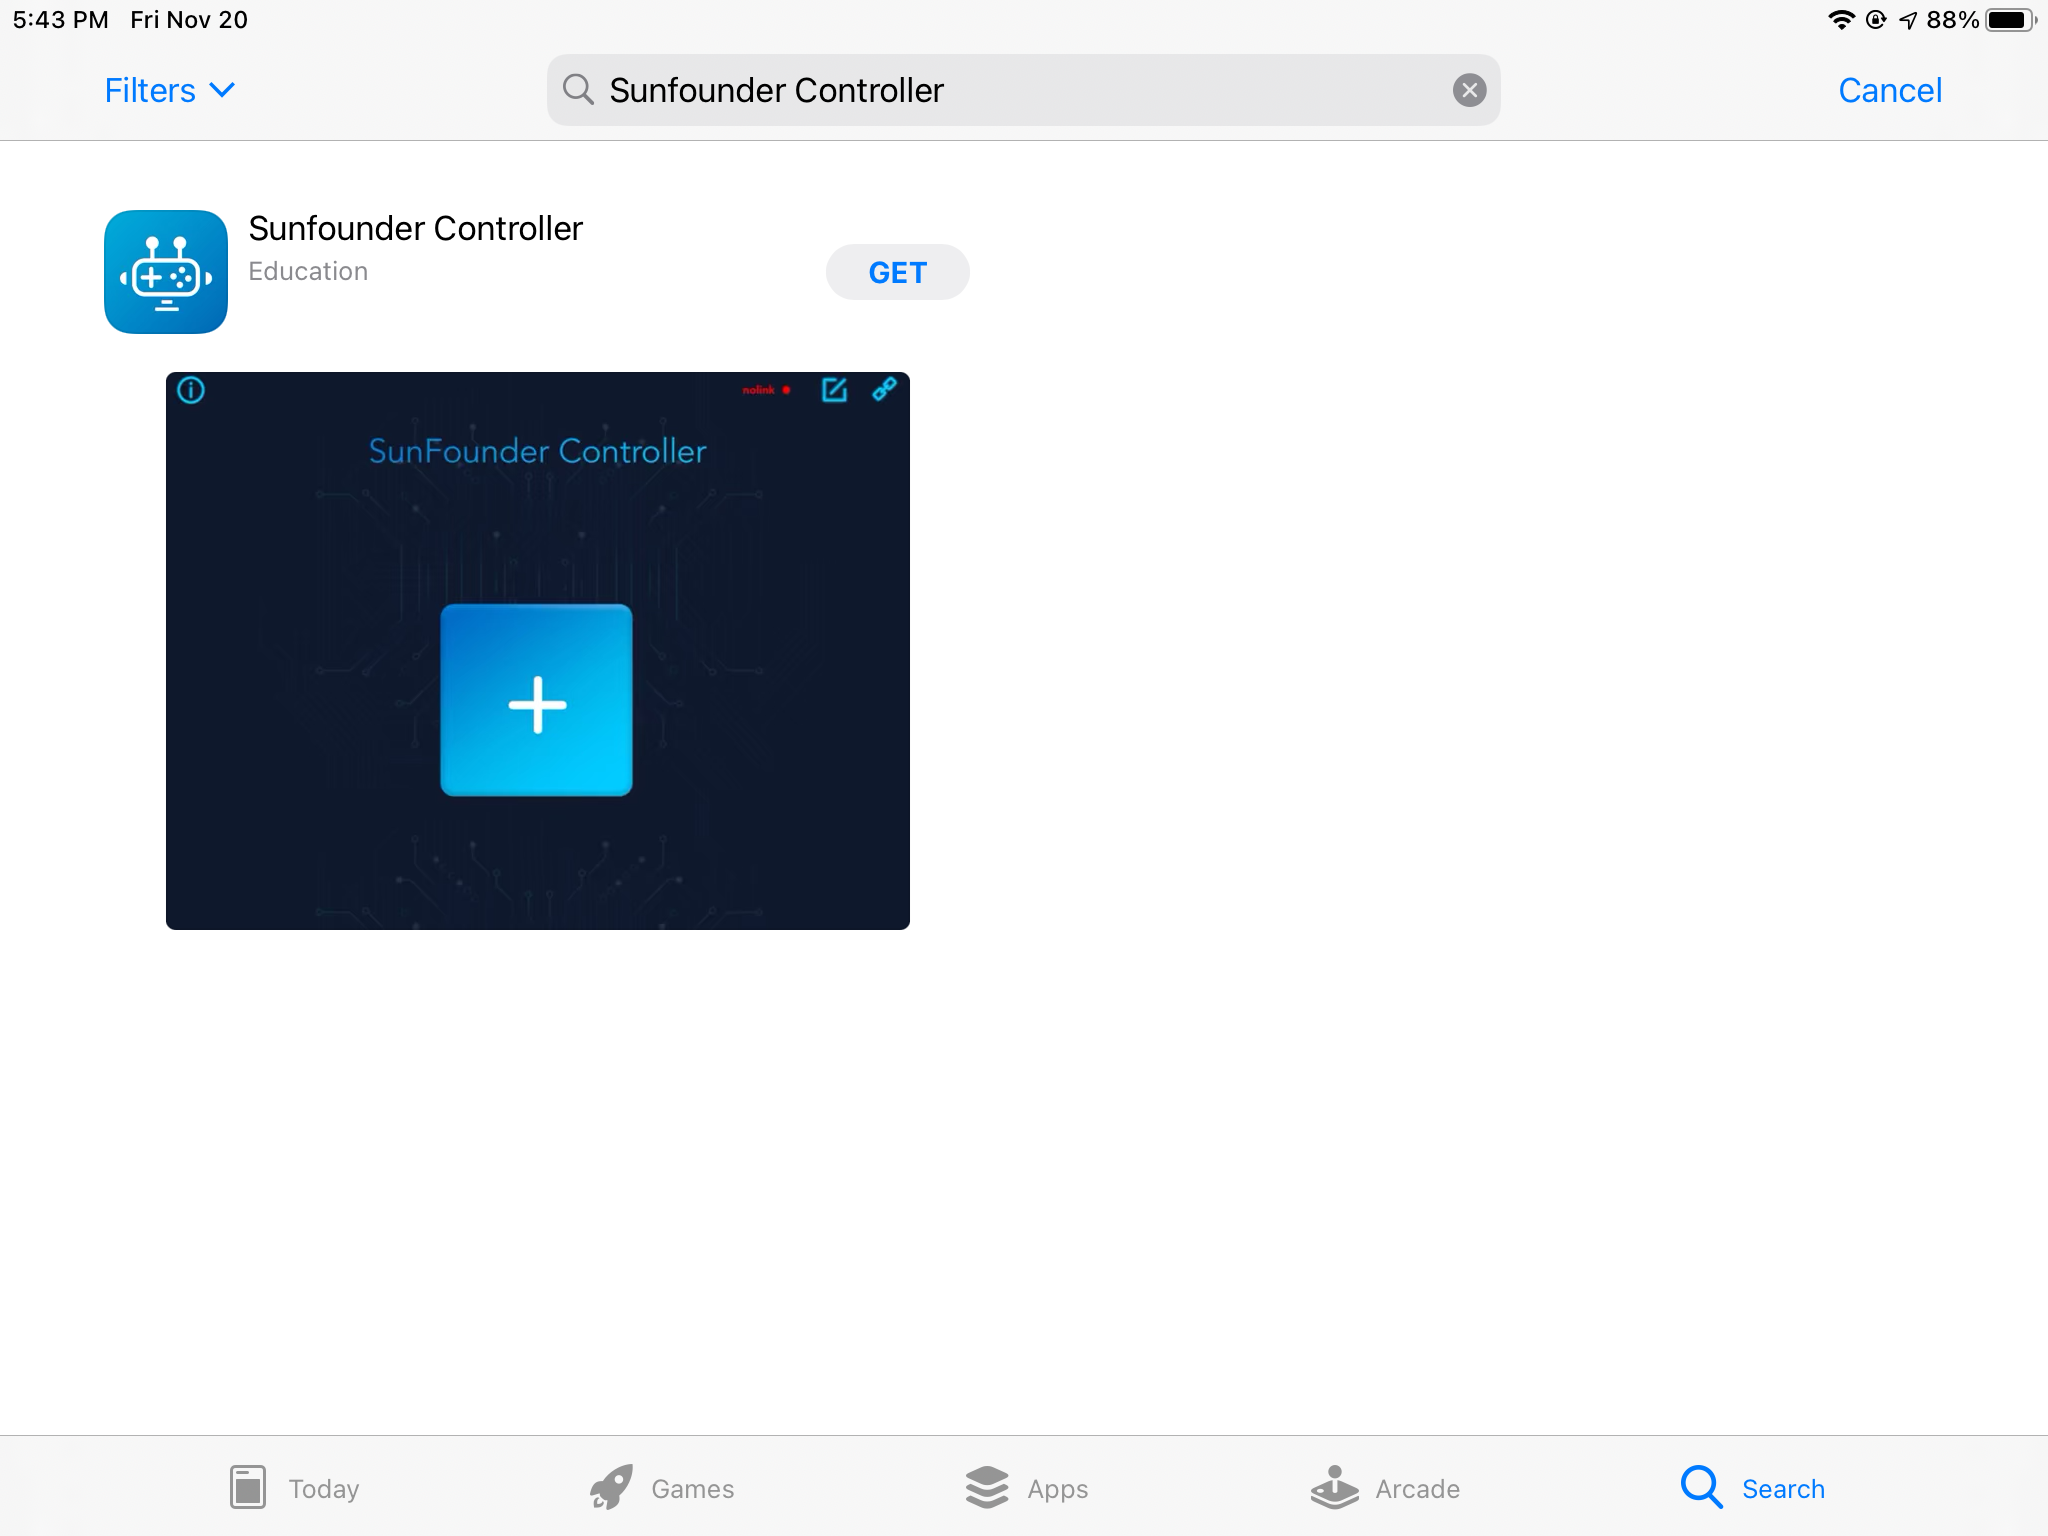 5:43 PM Fri Nov 20 88%
Filters Sunfounder Controller Cancel
Sunfounder Controller
Education
GET
nolink
SunFounder Controller
Today Games Apps Arcade Search